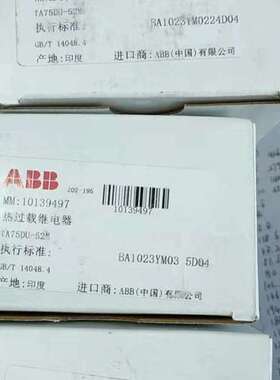 TA75DU-52M
执行标准: BA1023YM0224D04
GB/T 14048.4 进口商: ABB(中国)有限公司
产地: 印度
ABB
JOQ-196
MM:10139497
10139497
热过载继电器
TA75DU-52M
执行标准: BA1023YM03 5D04
GB/T 14048.4
产地: 印度 进口商: ABB(中国)有限公司